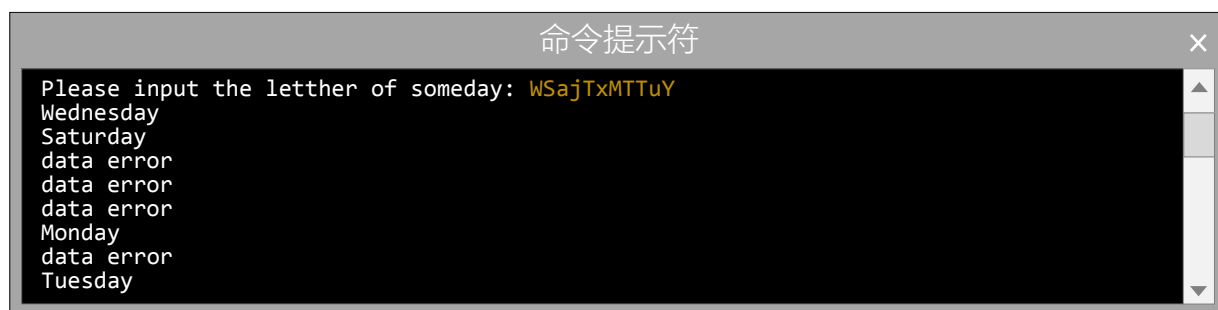 命令提示符
Please input the letther of someday: WSajTxMTTuY
Wednesday
Saturday
data error
data error
data error
Monday
data error
Tuesday